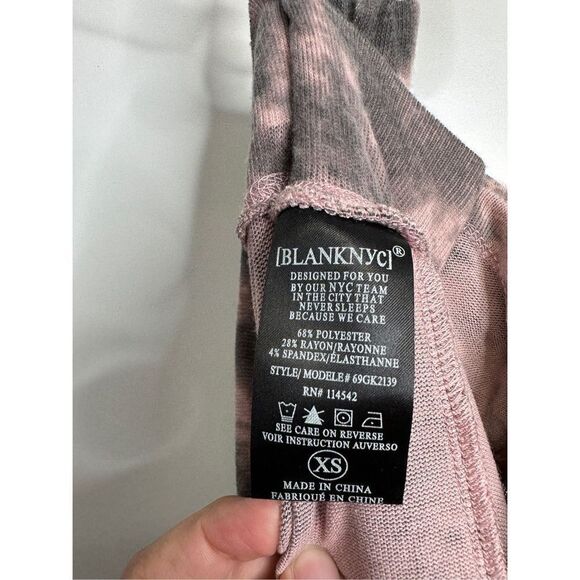 [BLANKNYC]®
DESIGNED FOR YOU
BY OUR NYC TEAM
IN THE CITY THAT
NEVER SLEEPS
BECAUSE WE CARE
68% POLYESTER
28% RAYON/RAYONNE
4% SPANDEX/ÉLASTHANNE
STYLE/ MODELE# 69GK2139
RN# 114542
SEE CARE ON REVERSE
VOIR INSTRUCTION AUVERSO
XS
MADE IN CHINA
FABRIQUÉ EN CHINE